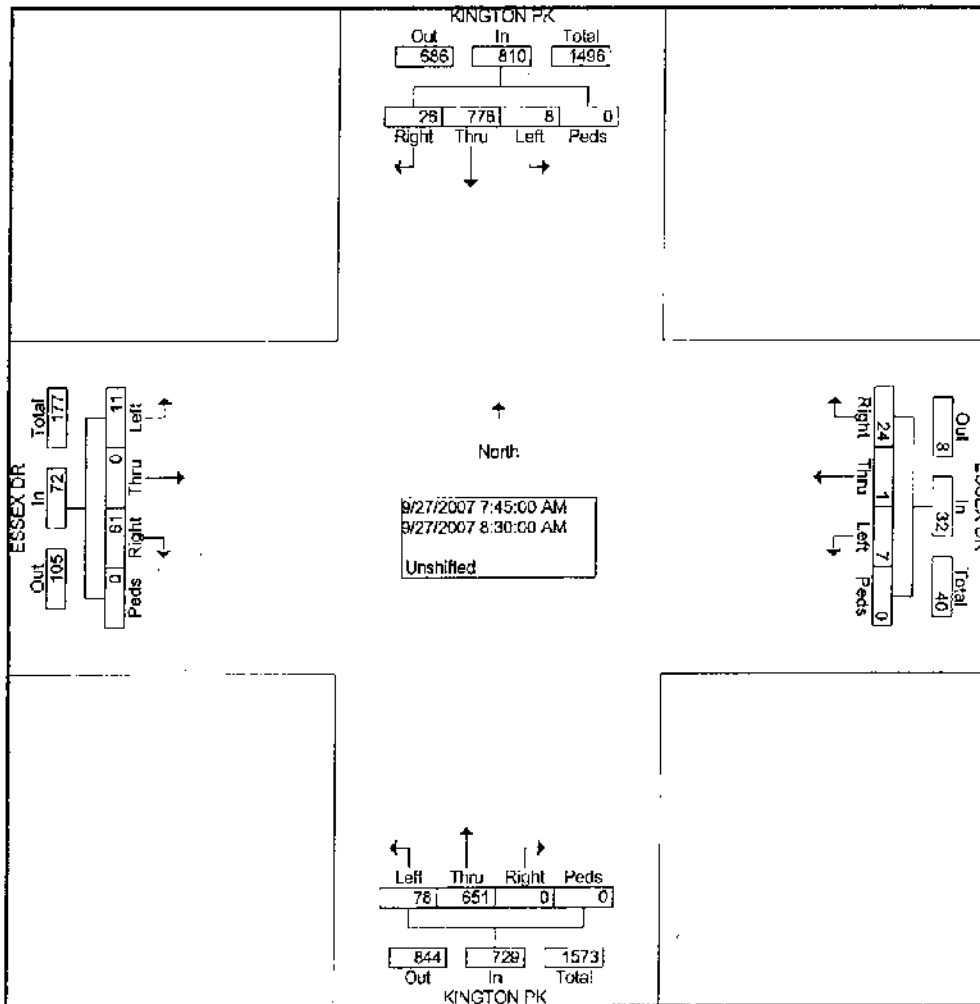 KINGTON PK
Out In Total
686 810 1496
26 776 8 0
Right Thru Left Peds
ESSEX DR
Total In Out
177 72 105
11 0 61 0
Left Thru Right Peds
North
9/27/2007 7:45:00 AM
9/27/2007 8:30:00 AM
Unshifted
Right Thru Left Peds
24 1 7 0
Out In Total
8 32 40
Left Thru Right Peds
78 651 0 0
844 729 1573
Out In Total
KINGTON PK